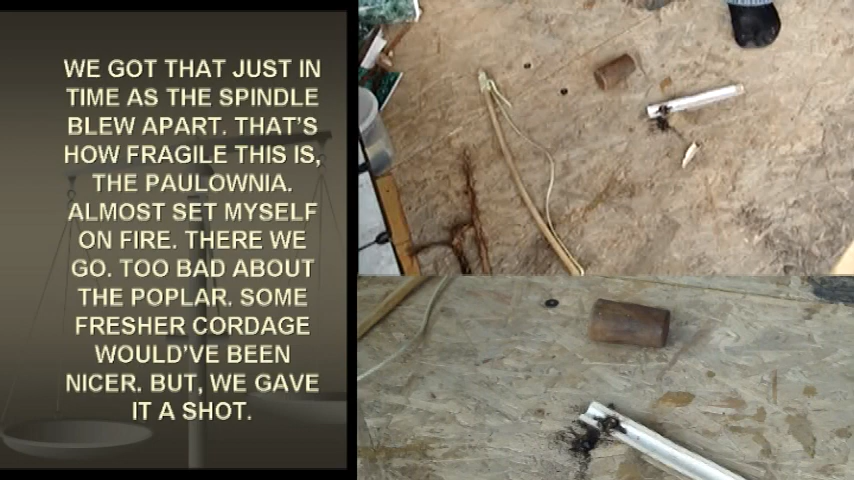 WE GOT THAT JUST IN
TIME AS THE SPINDLE
BLEW APART. THAT'S
HOW FRAGILE THIS IS,
THE PAULOWNIA.
ALMOST SET MYSELF
ON FIRE. THERE WE
GO. TOO BAD ABOUT
THE POPLAR. SOME
FRESHER CORDAGE
WOULD'VE BEEN
NICER. BUT, WE GAVE
IT A SHOT.